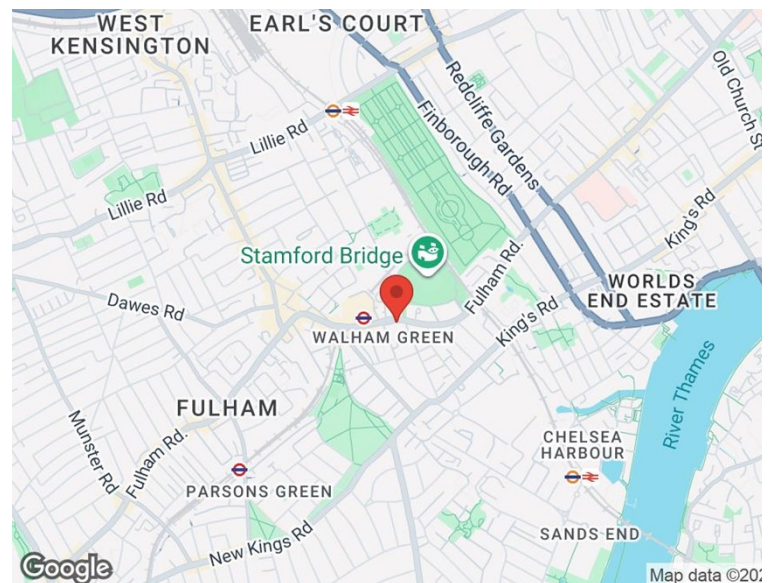 WEST
KENSINGTON
EARL'S COURT
Old Church St
Redcliffe Gardens
Finborough Rd
Lillie Rd
Lillie Rd
King's Rd
Stamford Bridge
Fulham Rd.
WORLDS
END ESTATE
Dawes Rd
WALHAM GREEN
King's Rd
River Thames
FULHAM
Munster Rd
Fulham Rd.
CHELSEA
HARBOUR
PARSONS GREEN
New Kings Rd
SANDS END
Google
Map data ©202